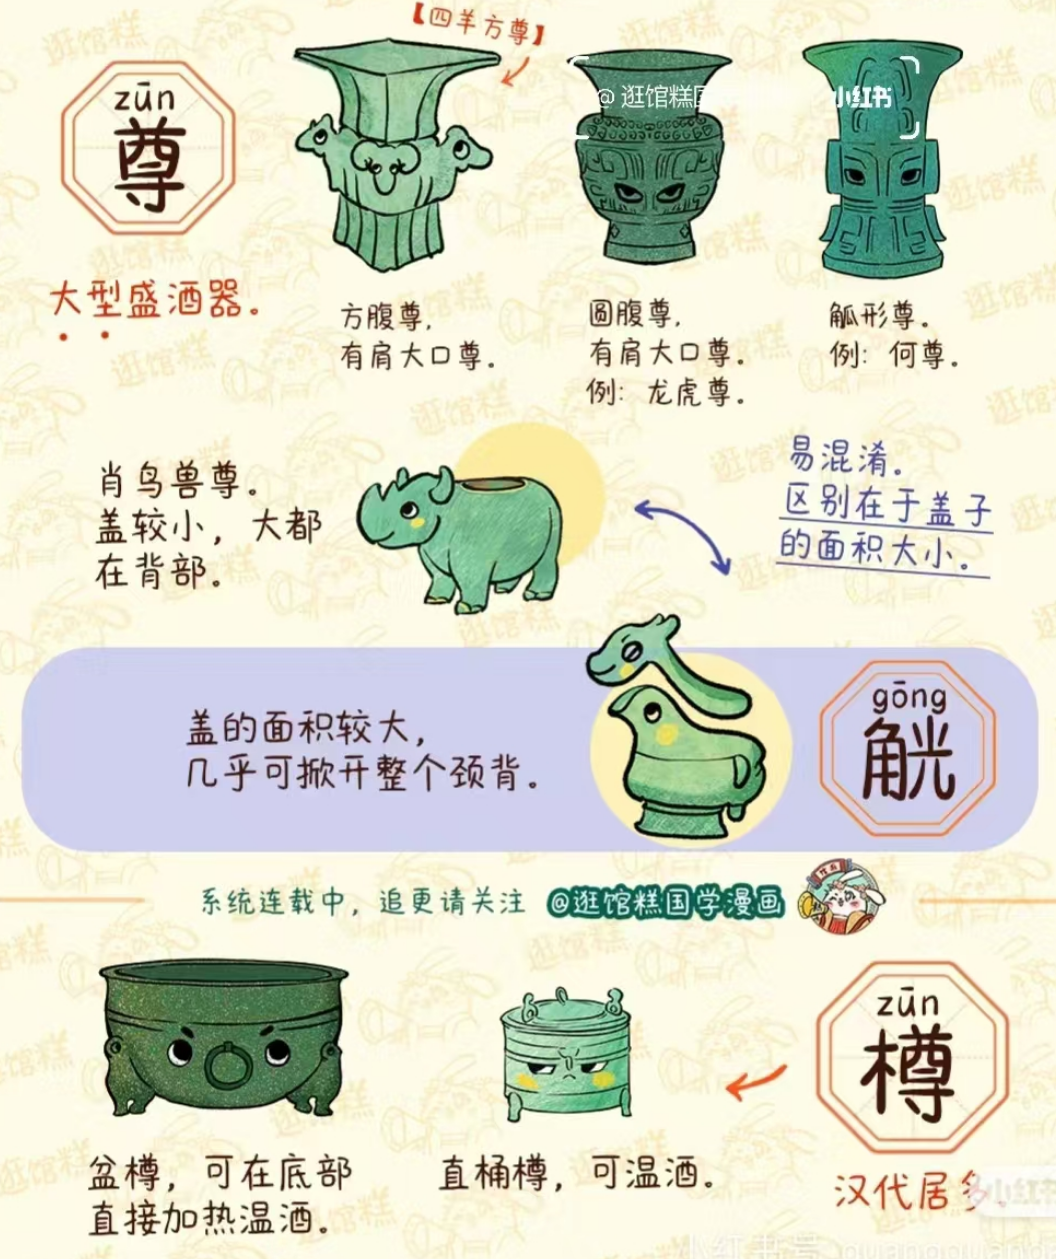 【四羊方尊】
zūn
尊
@逛馆糕国
小红书
大型盛酒器。
方腹尊,
有肩大口尊。
圆腹尊,
有肩大口尊。
例: 龙虎尊。
觚形尊。
例: 何尊。
肖鸟兽尊。
盖较小, 大都
在背部。
易混淆。
区别在于盖子
的面积大小。
盖的面积较大,
几乎可掀开整个颈背。
gōng
觥
系统连载中, 追更请关注 @逛馆糕国学漫画
zūn
樽
盆樽, 可在底部
直接加热温酒。
直桶樽, 可温酒。
汉代居多
小红书
逛馆糕